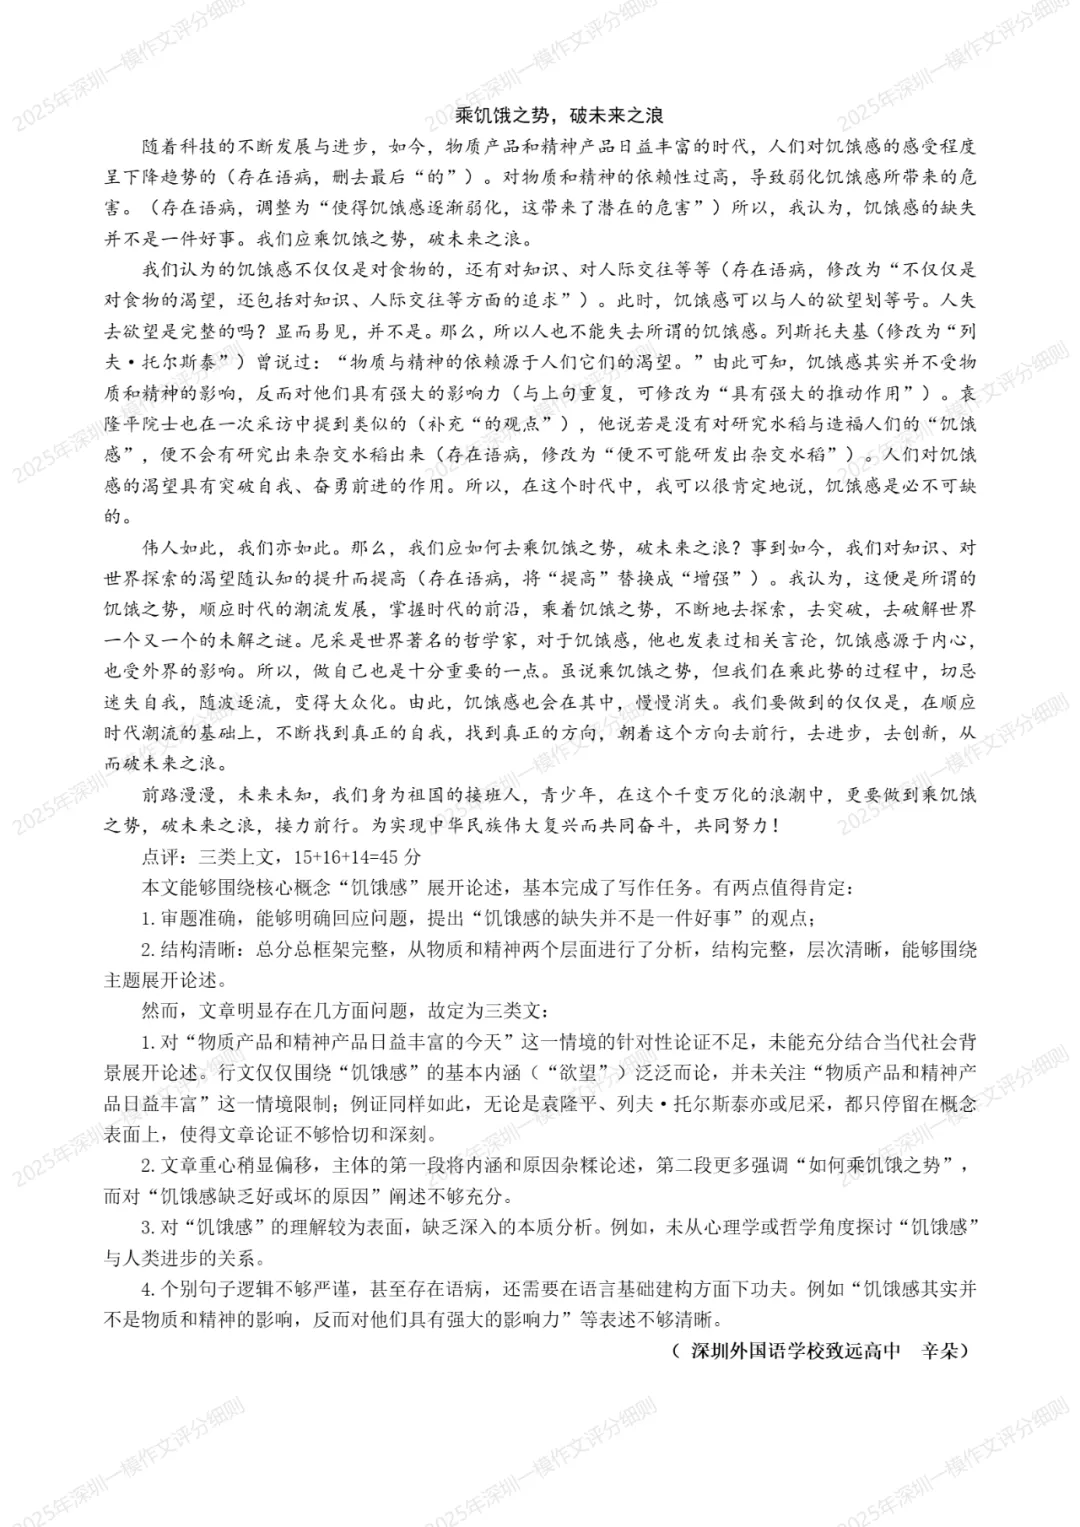 乘饥饿之势，破未来之浪
随着科技的不断发展与进步，如今，物质产品和精神产品日益丰富的时代，人们对饥饿感的感受程度
呈下降趋势的（存在语病，删去最后“的”）。对物质和精神的依赖性过高，导致弱化饥饿感所带来的危
害。（存在语病，调整为“使得饥饿感逐渐弱化，这带来了潜在的危害”）所以，我认为，饥饿感的缺失
并不是一件好事。我们应乘饥饿之势，破未来之浪。
我们认为的饥饿感不仅仅是对食物的，还有对知识、对人际交往等等（存在语病，修改为“不仅仅是
对食物的渴望，还包括对知识、人际交往等方面的追求”）。此时，饥饿感可以与人的欲望划等号。人失
去欲望是完整的吗？显而易见，并不是。那么，所以人也不能失去所谓的饥饿感。列斯托夫基（修改为“列
夫·托尔斯泰”）曾说过：“物质与精神的依赖源于人们它们的渴望。”由此可知，饥饿感其实并不受物
质和精神的影响，反而对他们具有强大的影响力（与上句重复，可修改为“具有强大的推动作用”）。袁
隆平院士也在一次采访中提到类似的（补充“的观点”），他说若是没有对研究水稻与造福人们的“饥饿
感”，便不会有研究出来杂交水稻出来（存在语病，修改为“便不可能研发出杂交水稻”）。人们对饥饿
感的渴望具有突破自我、奋勇前进的作用。所以，在这个时代中，我可以很肯定地说，饥饿感是必不可缺
的。
伟人如此，我们亦如此。那么，我们应如何去乘饥饿之势，破未来之浪？事到如今，我们对知识、对
世界探索的渴望随认知的提升而提高（存在语病，将“提高”替换成“增强”）。我认为，这便是所谓的
饥饿之势，顺应时代的潮流发展，掌握时代的前沿，乘着饥饿之势，不断地去探索，去突破，去破解世界
一个又一个的未解之谜。尼采是世界著名的哲学家，对于饥饿感，他也发表过相关言论，饥饿感源于内心，
也受外界的影响。所以，做自己也是十分重要的一点。虽说乘饥饿之势，但我们在乘此势的过程中，切忌
迷失自我，随波逐流，变得大众化。由此，饥饿感也会在其中，慢慢消失。我们要做到的仅仅是，在顺应
时代潮流的基础上，不断找到真正的自我，找到真正的方向，朝着这个方向去前行，去进步，去创新，从
而破未来之浪。
前路漫漫，未来未知，我们身为祖国的接班人，青少年，在这个千变万化的浪潮中，更要做到乘饥饿
之势，破未来之浪，接力前行。为实现中华民族伟大复兴而共同奋斗，共同努力！
点评：三类上文，15+16+14=45 分
本文能够围绕核心概念“饥饿感”展开论述，基本完成了写作任务。有两点值得肯定：
1.审题准确，能够明确回应问题，提出“饥饿感的缺失并不是一件好事”的观点；
2.结构清晰：总分总框架完整，从物质和精神两个层面进行了分析，结构完整，层次清晰，能够围绕
主题展开论述。
然而，文章明显存在几方面问题，故定为三类文：
1.对“物质产品和精神产品日益丰富的今天”这一情境的针对性论证不足，未能充分结合当代社会背
景展开论述。行文仅仅围绕“饥饿感”的基本内涵（“欲望”）泛泛而论，并未关注“物质产品和精神产
品日益丰富”这一情境限制；例证同样如此，无论是袁隆平、列夫·托尔斯泰亦或尼采，都只停留在概念
表面上，使得文章论证不够恰切和深刻。
2.文章重心稍显偏移，主体的第一段将内涵和原因杂糅论述，第二段更多强调“如何乘饥饿之势”，
而对“饥饿感缺乏好或坏的原因”阐述不够充分。
3.对“饥饿感”的理解较为表面，缺乏深入的本质分析。例如，未从心理学或哲学角度探讨“饥饿感”
与人类进步的关系。
4.个别句子逻辑不够严谨，甚至存在语病，还需要在语言基础建构方面下功夫。例如“饥饿感其实并
不是物质和精神的影响，反而对他们具有强大的影响力”等表述不够清晰。
（ 深圳外国语学校致远高中　辛朵）